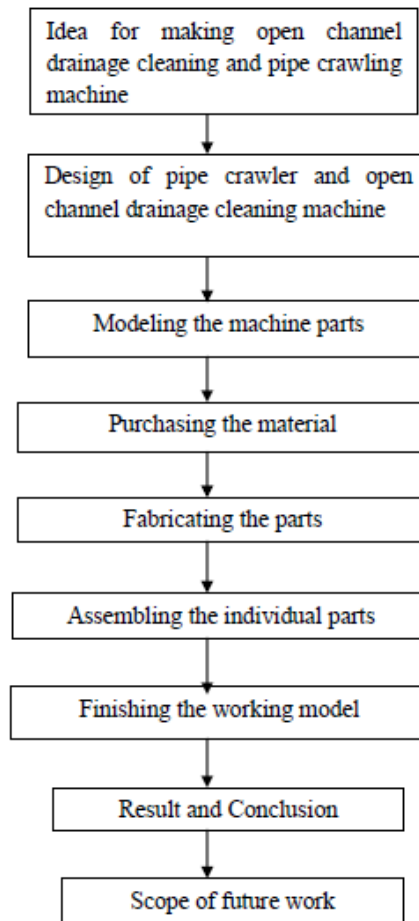 Idea for making open channel
drainage cleaning and pipe crawling
machine
Design of pipe crawler and open
channel drainage cleaning machine
Modeling the machine parts
Purchasing the material
Fabricating the parts
Assembling the individual parts
Finishing the working model
Result and Conclusion
Scope of future work